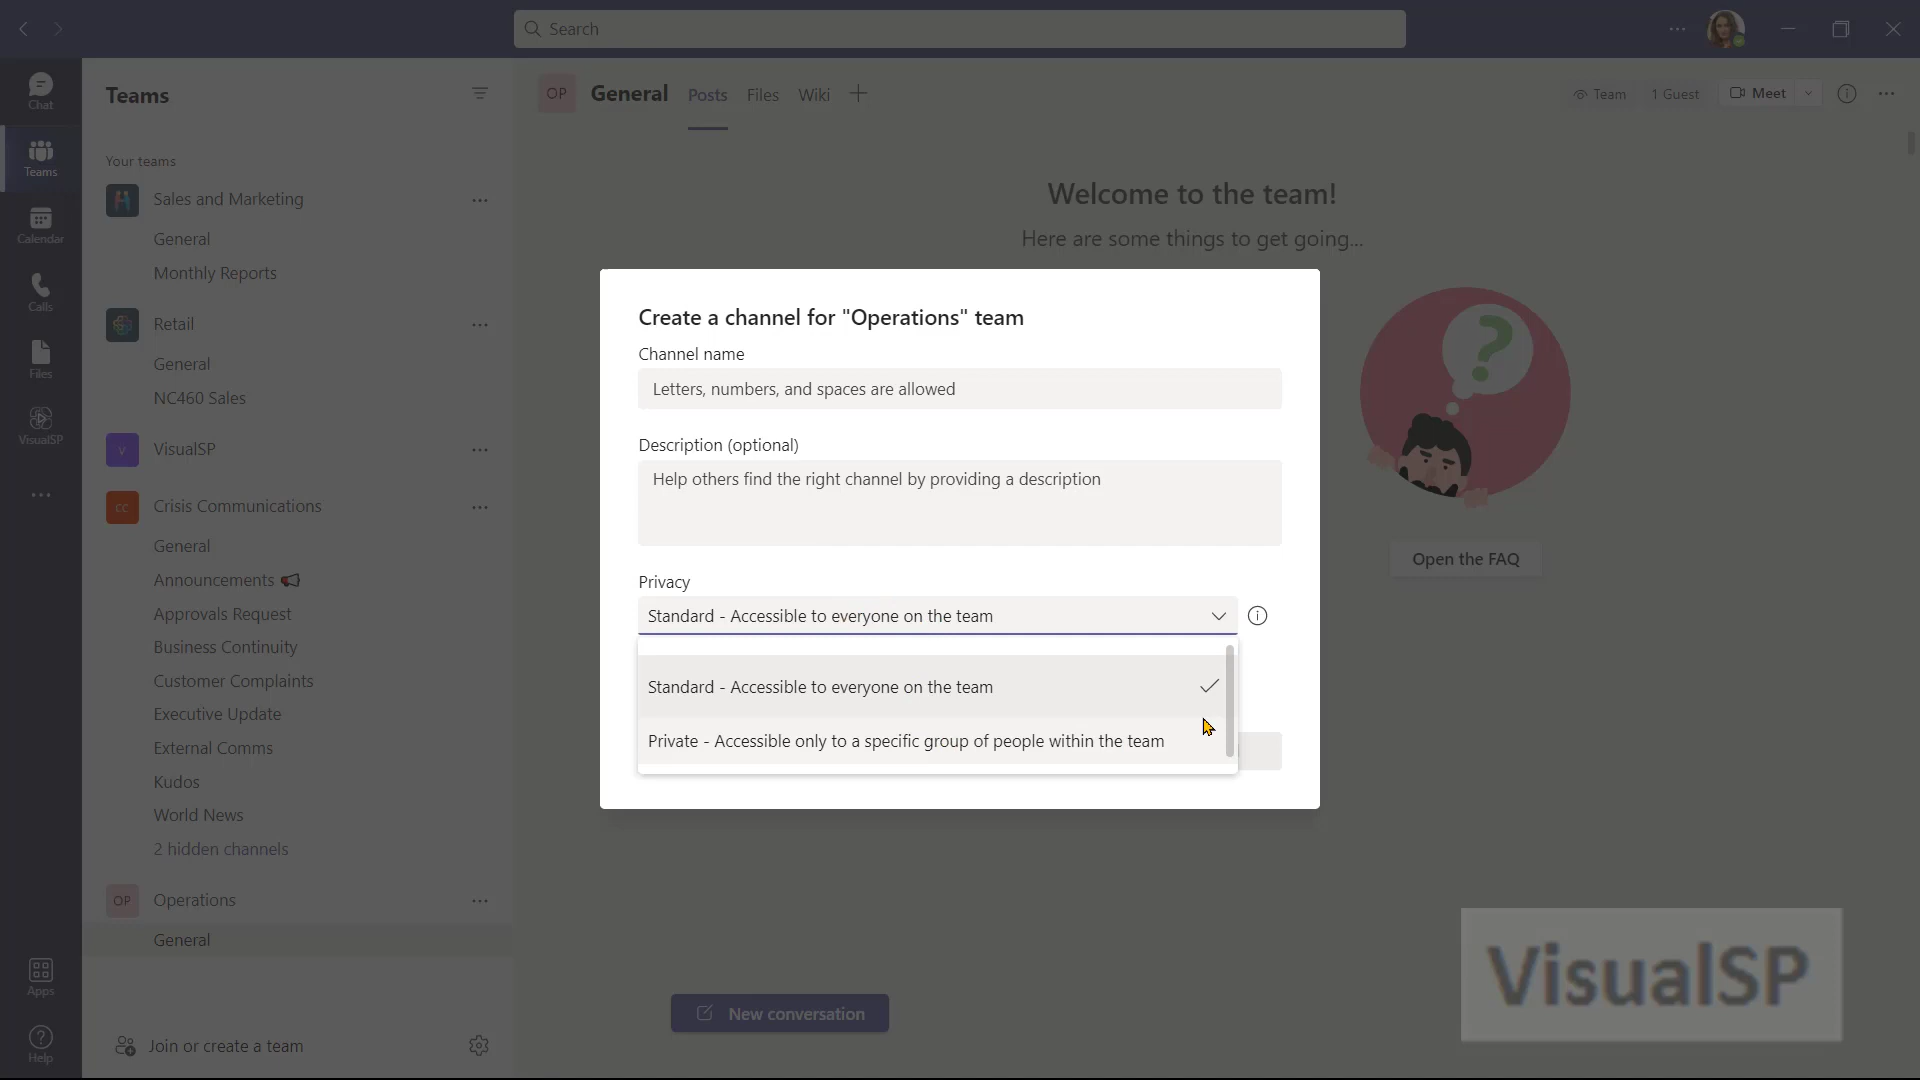 Search
Chat
Teams
Calendar
Calls
Files
VisualSP
Apps
Help
Teams
Your teams
Sales and Marketing
General
Monthly Reports
Retail
General
NC460 Sales
V
VisualSP
CC
Crisis Communications
General
Announcements 📢
Approvals Request
Business Continuity
Customer Complaints
Executive Update
External Comms
Kudos
World News
2 hidden channels
OP
Operations
General
Join or create a team
OP
General
Posts
Files
Wiki
Team
1 Guest
Meet
Welcome to the team!
Here are some things to get going...
Open the FAQ
New conversation
Create a channel for "Operations" team
Channel name
Letters, numbers, and spaces are allowed
Description (optional)
Help others find the right channel by providing a description
Privacy
Standard - Accessible to everyone on the team
Standard - Accessible to everyone on the team
Private - Accessible only to a specific group of people within the team
VisualSP